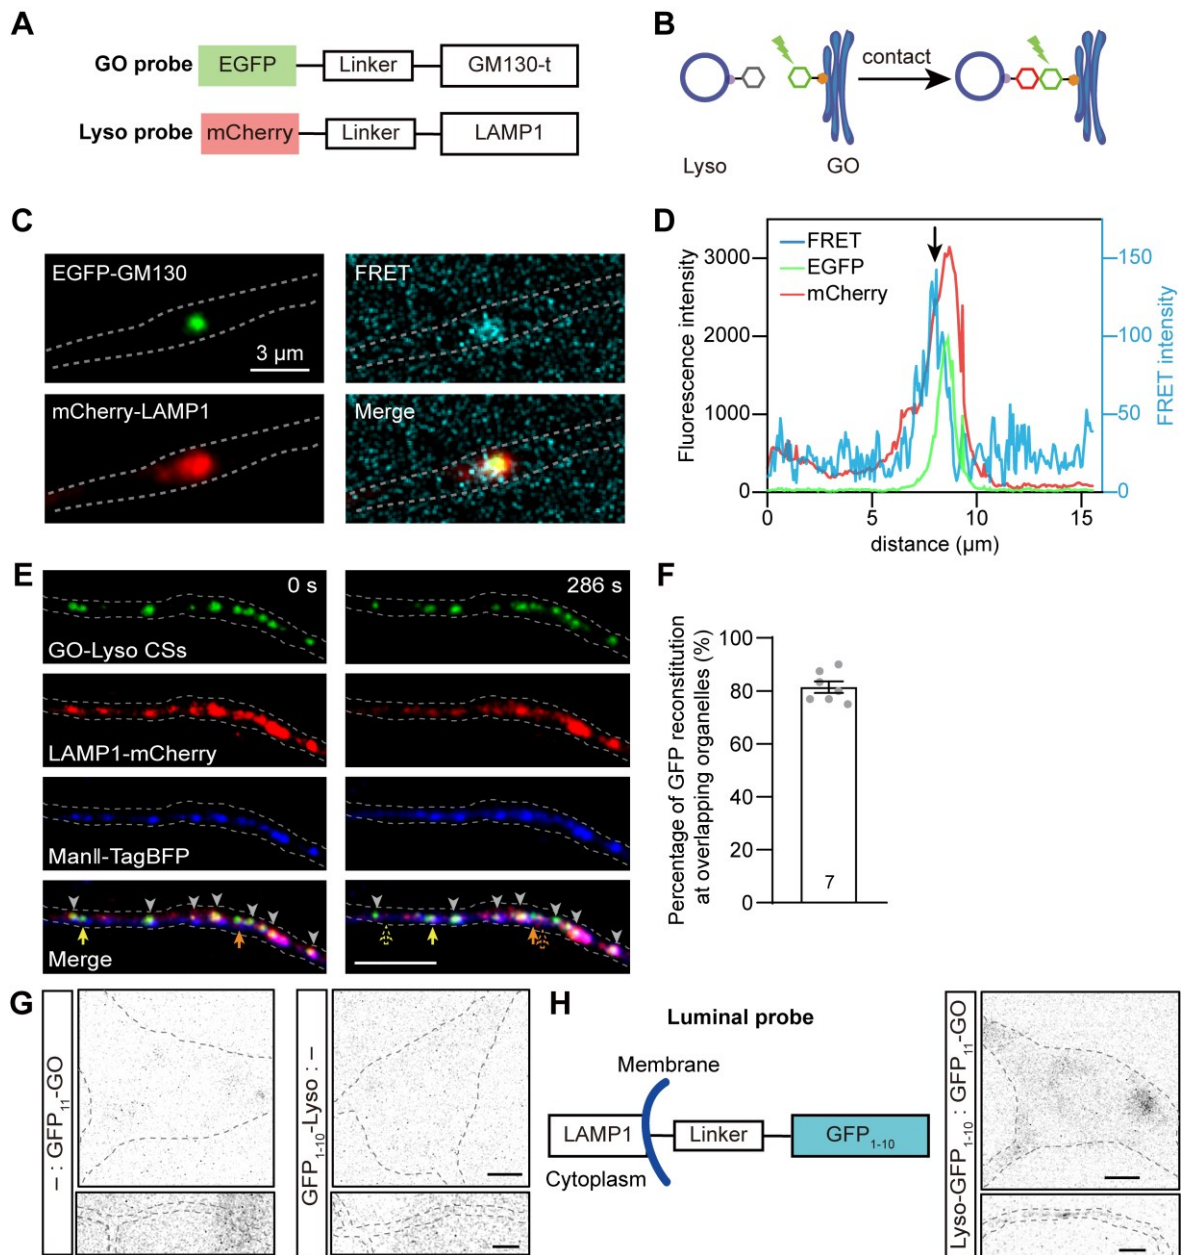 A
GO probe EGFP Linker GM130-t
Lyso probe mCherry Linker LAMP1
B
contact
Lyso GO
C
EGFP-GM130
3 μm
FRET
mCherry-LAMP1
Merge
D
FRET
EGFP
mCherry
Fluorescence intensity
3000
2000
1000
0
150
100
50
0
FRET intensity
0 5 10 15
distance (μm)
E
0 s
286 s
GO-Lyso CSs
LAMP1-mCherry
ManII-TagBFP
Merge
F
Percentage of GFP reconstitution
at overlapping organelles (%)
100
80
60
40
20
0
7
G
– : GFP11-GO
GFP1-10-Lyso : –
H
Luminal probe
Membrane
LAMP1 Linker GFP1-10
Cytoplasm
Lyso-GFP1-10 : GFP11-GO